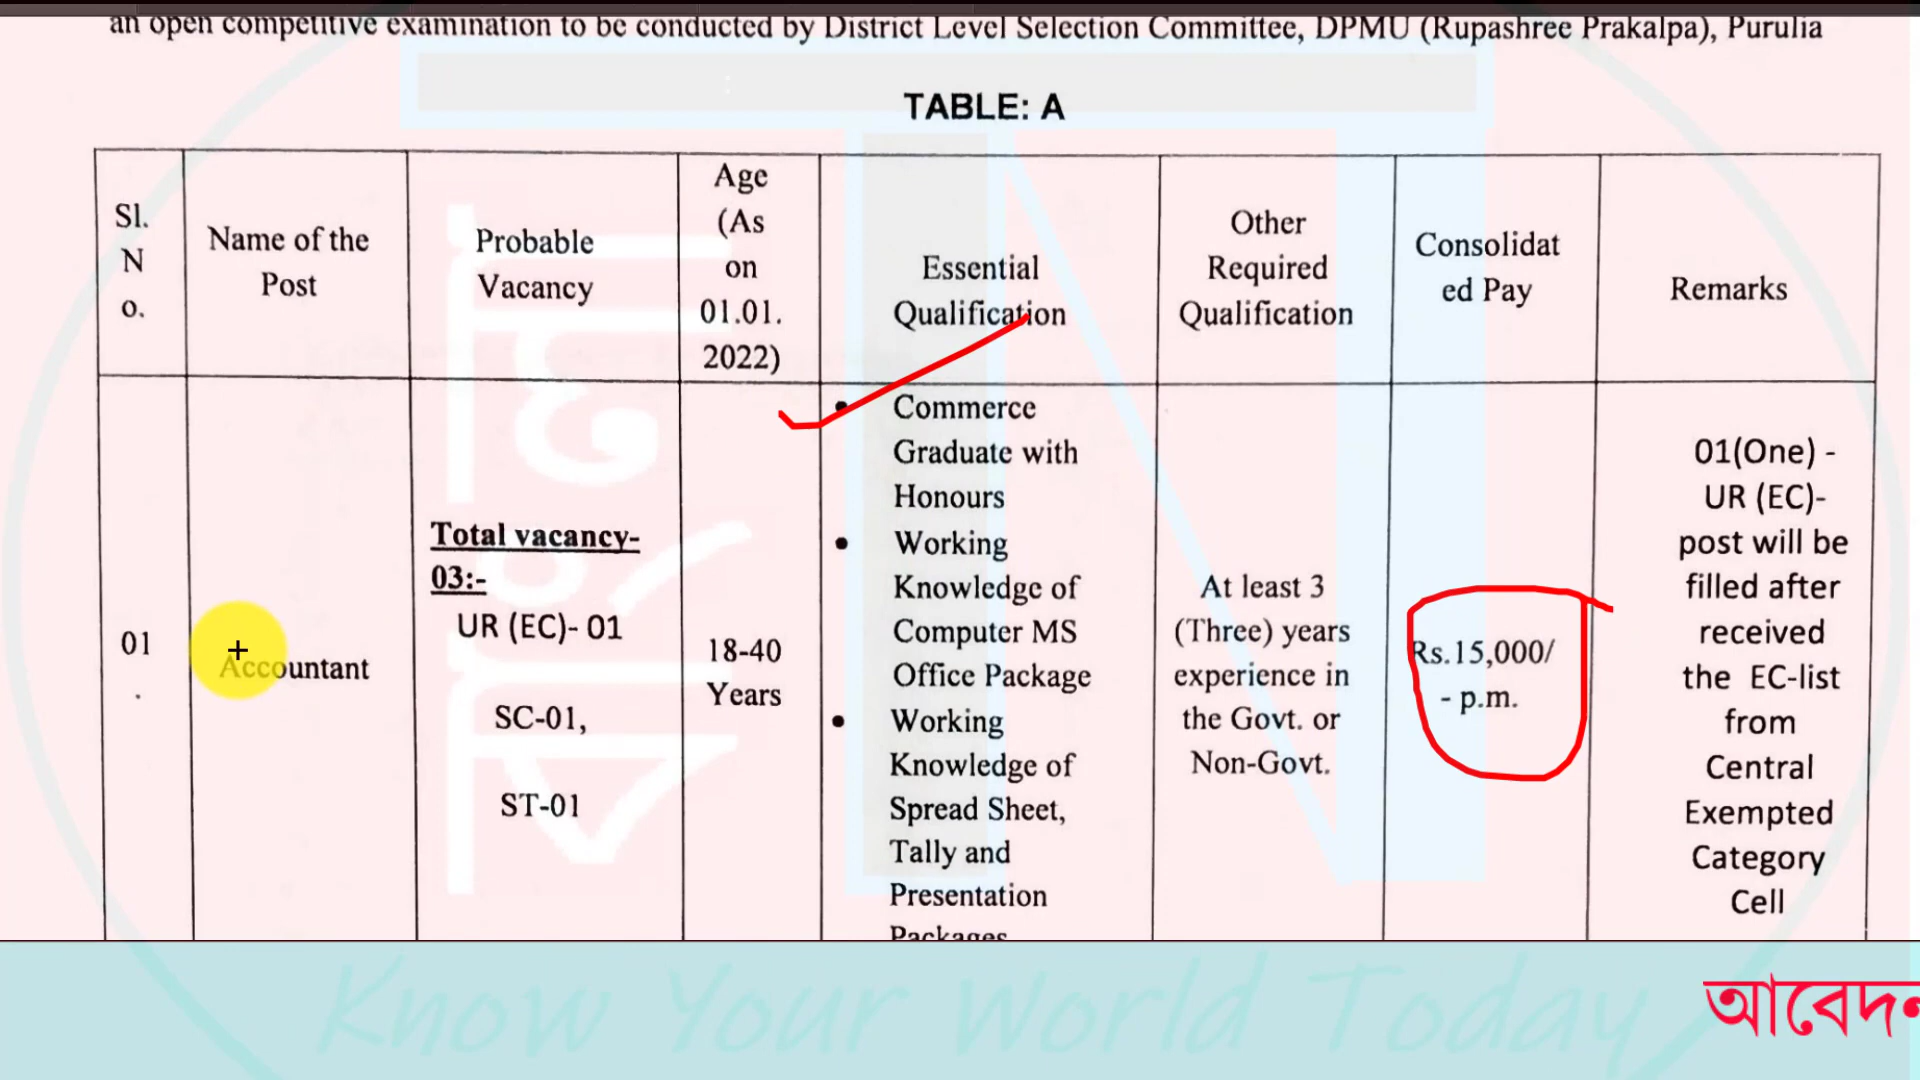 an open competitive examination to be conducted by District Level Selection Committee, DPMU (Rupashree Prakalpa), Purulia
TABLE: A
Sl.
N
o.
Name of the
Post
Probable
Vacancy
Age
(As
on
01.01.
2022)
Essential
Qualification
Other
Required
Qualification
Consolidat
ed Pay
Remarks
01
.
Accountant
Total vacancy-
03:-
UR (EC)- 01
SC-01,
ST-01
18-40
Years
• Commerce
Graduate with
Honours
• Working
Knowledge of
Computer MS
Office Package
• Working
Knowledge of
Spread Sheet,
Tally and
Presentation
Packages
At least 3
(Three) years
experience in
the Govt. or
Non-Govt.
Rs.15,000/
- p.m.
01(One) -
UR (EC)-
post will be
filled after
received
the EC-list
from
Central
Exempted
Category
Cell
বাংলা
Know Your World Today
আবেদন